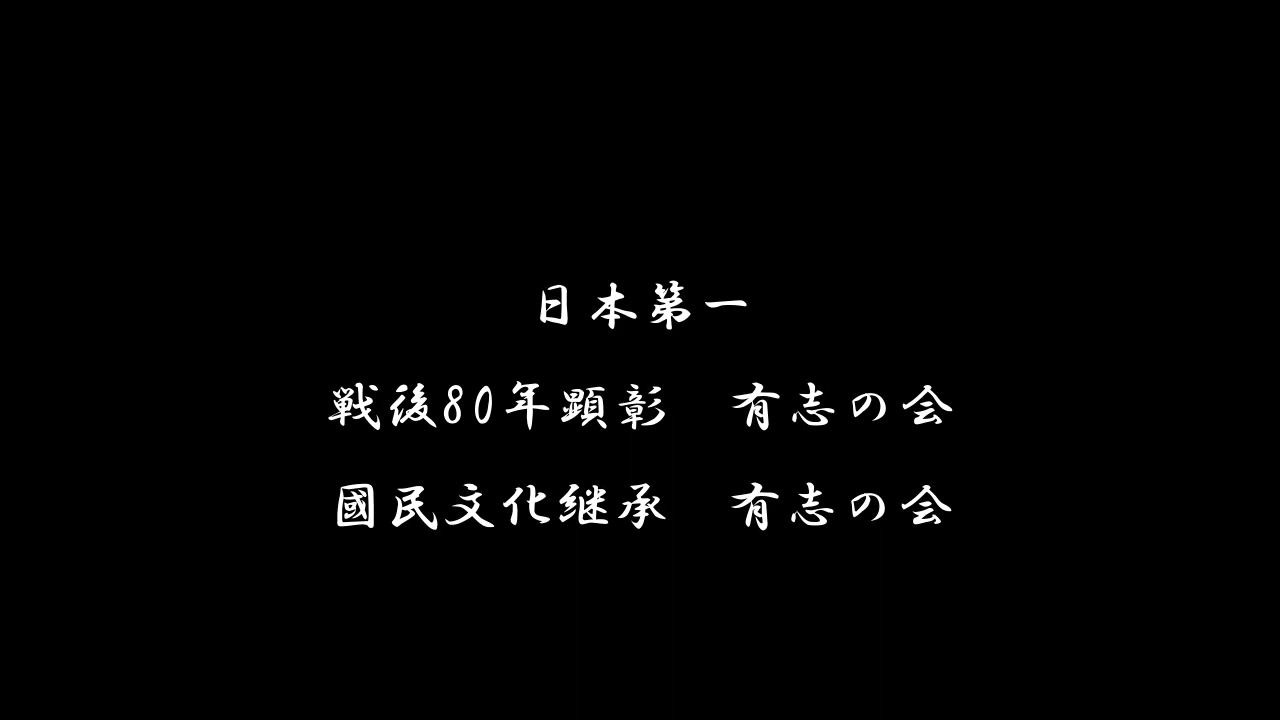 日本第一
戦後80年顕彰　有志の会
國民文化継承　有志の会